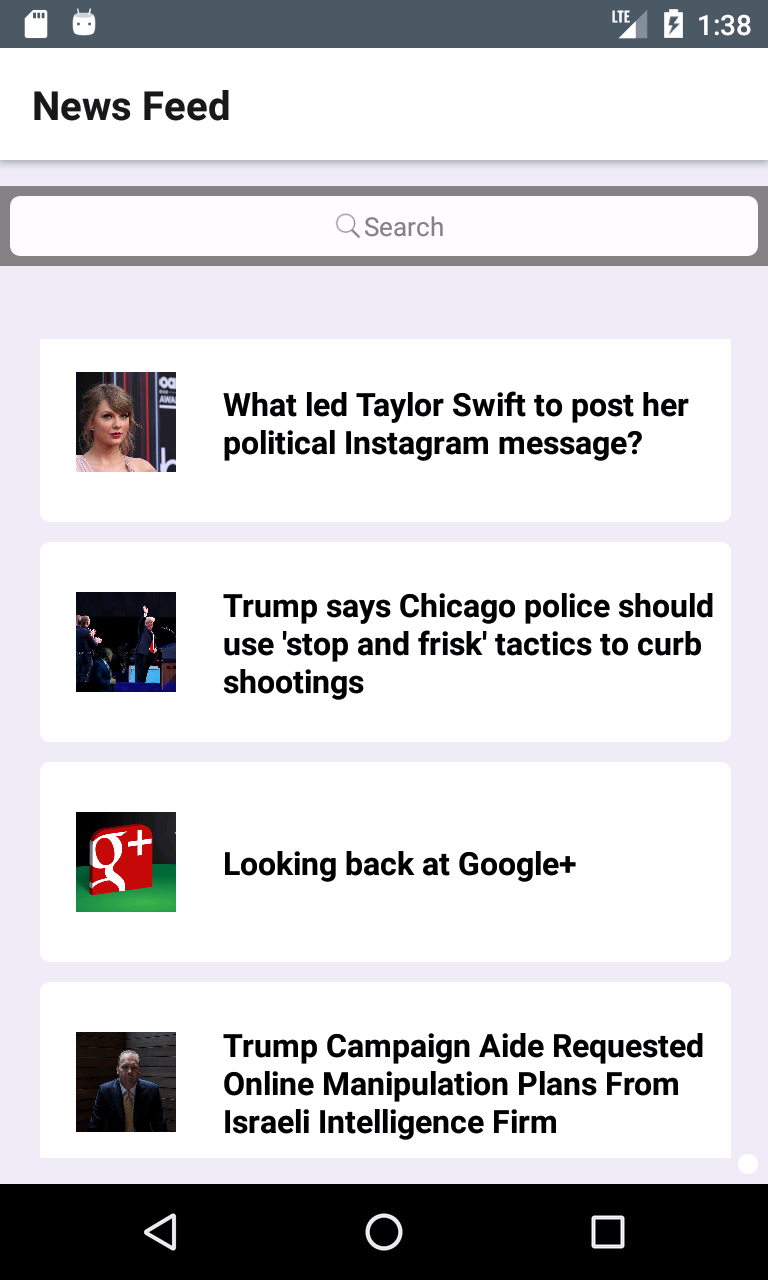 LTE 1:38
News Feed
Search
What led Taylor Swift to post her
political Instagram message?
Trump says Chicago police should
use 'stop and frisk' tactics to curb
shootings
g+
Looking back at Google+
Trump Campaign Aide Requested
Online Manipulation Plans From
Israeli Intelligence Firm